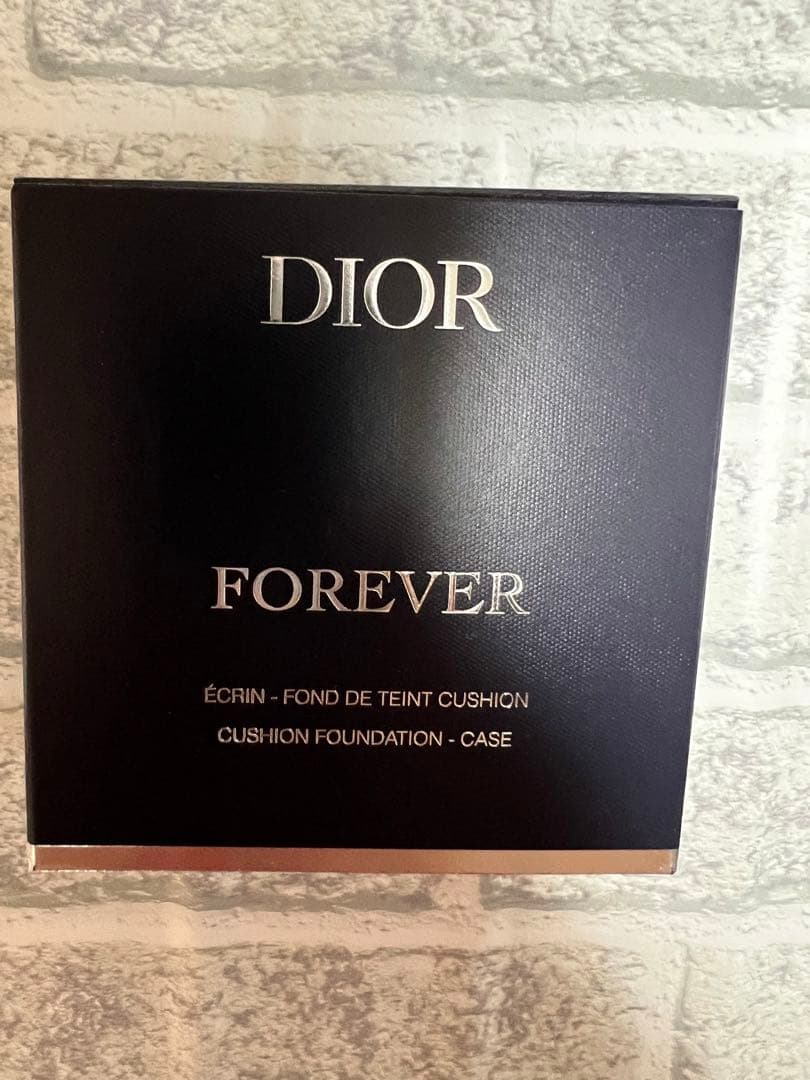 DIOR
FOREVER
ÉCRIN - FOND DE TEINT CUSHION
CUSHION FOUNDATION - CASE